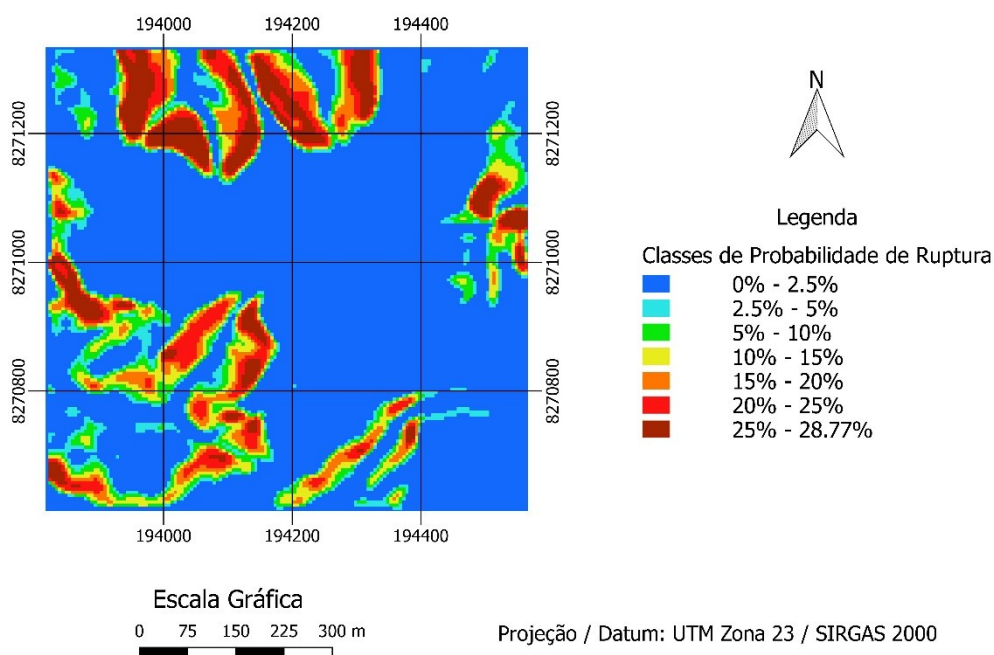 194000 194200 194400
8271200
8271000
8270800
8271200
8271000
8270800
194000 194200 194400
N
Legenda
Classes de Probabilidade de Ruptura
0% - 2.5%
2.5% - 5%
5% - 10%
10% - 15%
15% - 20%
20% - 25%
25% - 28.77%
Escala Gráfica
0 75 150 225 300 m
Projeção / Datum: UTM Zona 23 / SIRGAS 2000